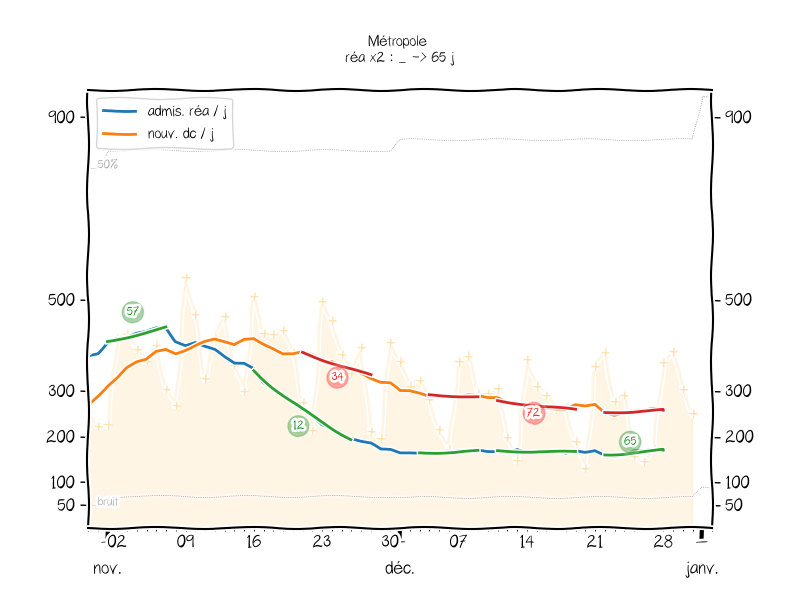 Métropole
réa x2 : _ -> 65 j
admis. réa / j
nouv. dc / j
900
900
50%
57
500
500
34
300
300
72
12
65
200
200
100
100
bruit
50
50
02 09 16 23 30 07 14 21 28
nov. déc. janv.